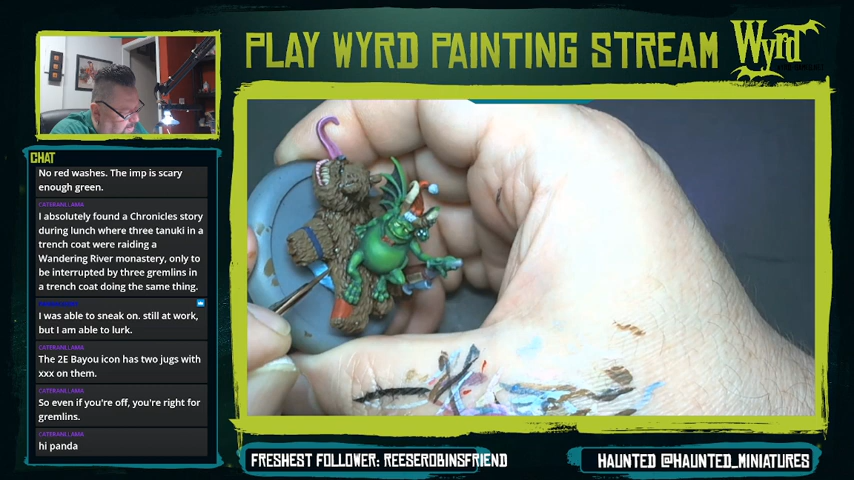 PLAY WYRD PAINTING STREAM
Wyrd
CHAT
No red washes. The imp is scary
enough green.
CATERANLLAMA
I absolutely found a Chronicles story
during lunch where three tanuki in a
trench coat were raiding a
Wandering River monastery, only to
be interrupted by three gremlins in
a trench coat doing the same thing.
I was able to sneak on. still at work,
but I am able to lurk.
CATERANLLAMA
The 2E Bayou icon has two jugs with
xxx on them.
CATERANLLAMA
So even if you're off, you're right for
gremlins.
CATERANLLAMA
hi panda
FRESHEST FOLLOWER: REESEROBINSFRIEND
HAUNTED @HAUNTED_MINIATURES